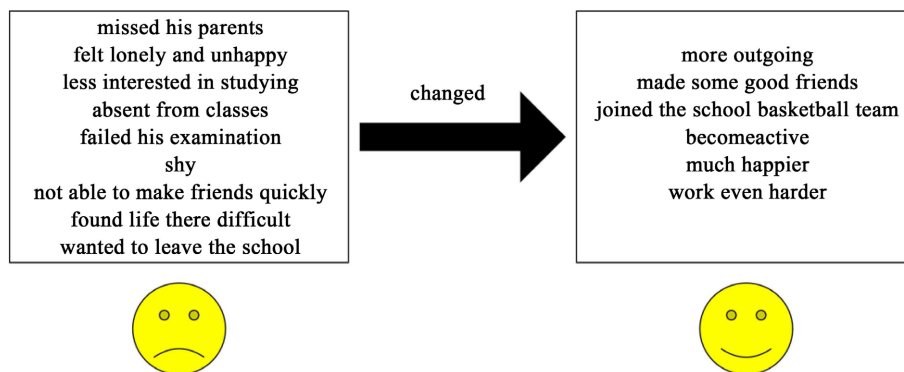 missed his parents
felt lonely and unhappy
less interested in studying
absent from classes
failed his examination
shy
not able to make friends quickly
found life there difficult
wanted to leave the school
changed
more outgoing
made some good friends
joined the school basketball team
becomeactive
much happier
work even harder